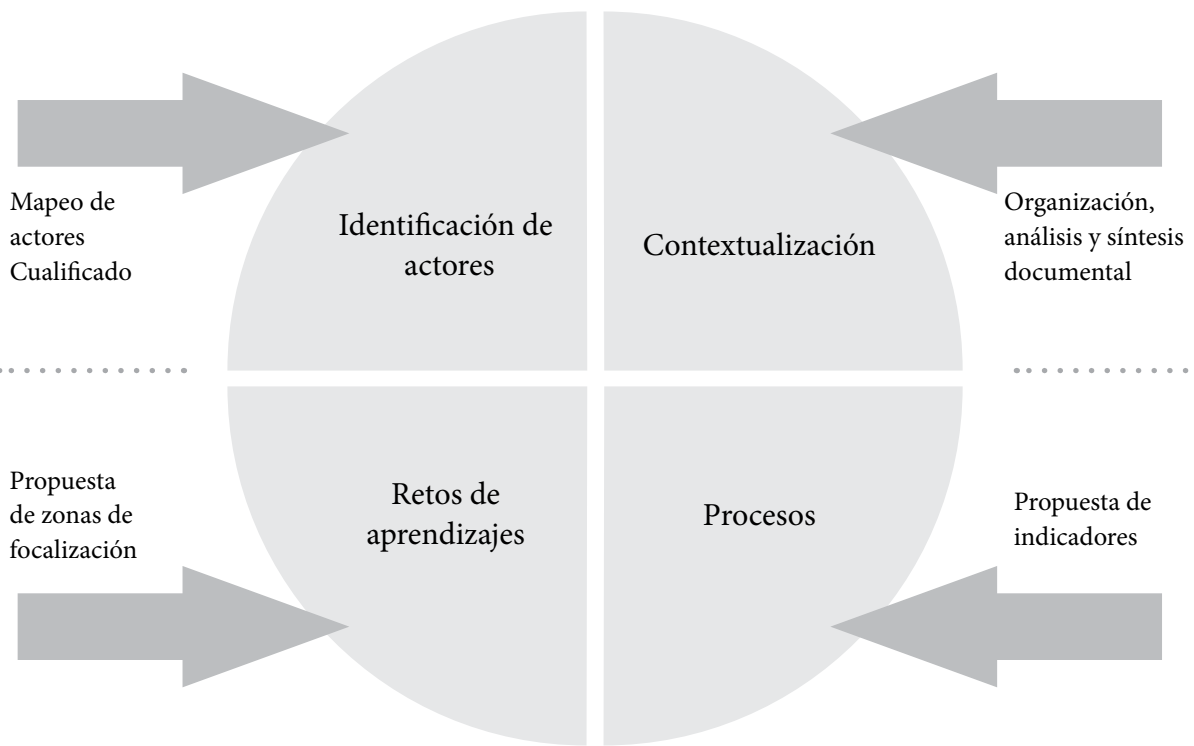 Mapeo de
actores
Cualificado
Identificación de
actores
Contextualización
Organización,
análisis y síntesis
documental
Propuesta
de zonas de
focalización
Retos de
aprendizajes
Procesos
Propuesta de
indicadores